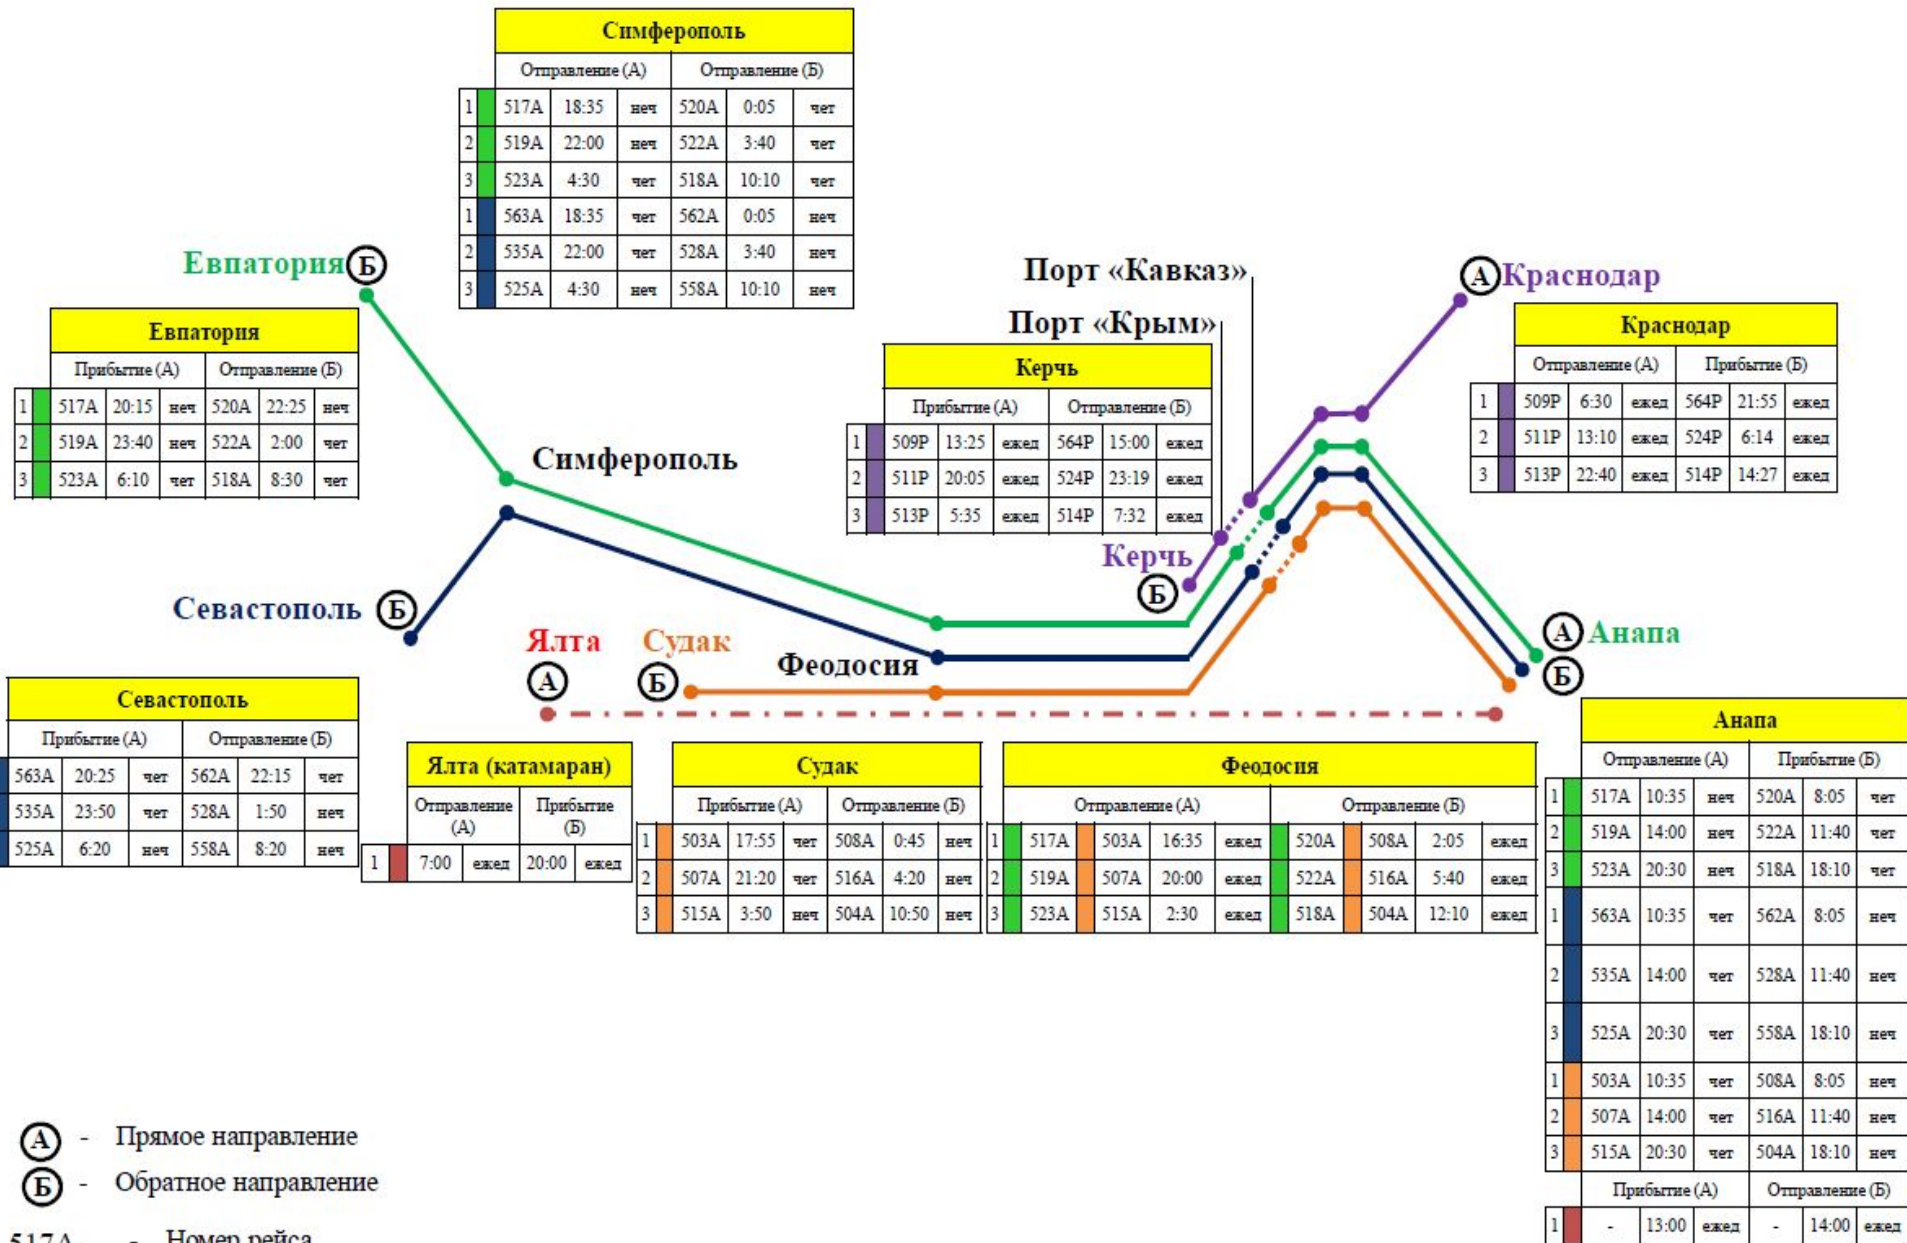 Симферополь
Отправление (А) Отправление (Б)
1 517А 18:35 неч 520А 0:05 чет
2 519А 22:00 неч 522А 3:40 чет
3 523А 4:30 чет 518А 10:10 чет
1 563А 18:35 чет 562А 0:05 неч
2 535А 22:00 чет 528А 3:40 неч
3 525А 4:30 неч 558А 10:10 неч
Евпатория Б
Евпатория
Прибытие (А) Отправление (Б)
1 517А 20:15 неч 520А 22:25 неч
2 519А 23:40 неч 522А 2:00 чет
3 523А 6:10 чет 518А 8:30 чет
Симферополь
Порт «Кавказ»
Порт «Крым»
Керчь
Прибытие (А) Отправление (Б)
1 509Р 13:25 ежед 564Р 15:00 ежед
2 511Р 20:05 ежед 524Р 23:19 ежед
3 513Р 5:35 ежед 514Р 7:32 ежед
Керчь
Б
А Краснодар
Краснодар
Отправление (А) Прибытие (Б)
1 509Р 6:30 ежед 564Р 21:55 ежед
2 511Р 13:10 ежед 524Р 6:14 ежед
3 513Р 22:40 ежед 514Р 14:27 ежед
Севастополь Б
Севастополь
Прибытие (А) Отправление (Б)
563А 20:25 чет 562А 22:15 чет
535А 23:50 чет 528А 1:50 неч
525А 6:20 неч 558А 8:20 неч
Ялта
А
Судак
Б
Феодосия
А Анапа
Б
Ялта (катамаран)
Отправление Прибытие
(А) (Б)
1 7:00 ежед 20:00 ежед
Судак
Прибытие (А) Отправление (Б)
1 503А 17:55 чет 508А 0:45 неч
2 507А 21:20 чет 516А 4:20 неч
3 515А 3:50 неч 504А 10:50 неч
Феодосия
Отправление (А) Отправление (Б)
1 517А 503А 16:35 ежед 520А 508А 2:05 ежед
2 519А 507А 20:00 ежед 522А 516А 5:40 ежед
3 523А 515А 2:30 ежед 518А 504А 12:10 ежед
Анапа
Отправление (А) Прибытие (Б)
1 517А 10:35 неч 520А 8:05 чет
2 519А 14:00 неч 522А 11:40 чет
3 523А 20:30 неч 518А 18:10 чет
1 563А 10:35 чет 562А 8:05 неч
2 535А 14:00 чет 528А 11:40 неч
3 525А 20:30 чет 558А 18:10 неч
1 503А 10:35 чет 508А 8:05 неч
2 507А 14:00 чет 516А 11:40 неч
3 515А 20:30 чет 504А 18:10 неч
Прибытие (А) Отправление (Б)
1 - 13:00 ежед - 14:00 ежед
А - Прямое направление
Б - Обратное направление
517А- - Номер рейса